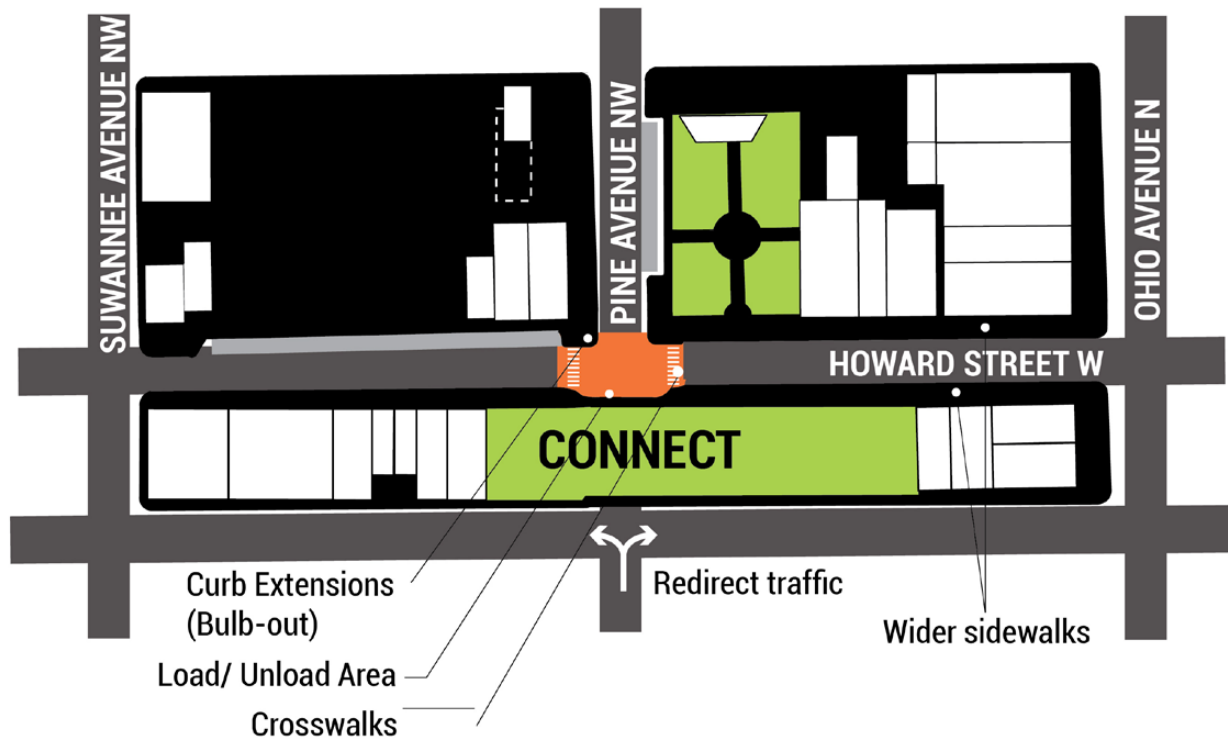 SUWANNEE AVENUE NW
PINE AVENUE NW
OHIO AVENUE N
HOWARD STREET W
CONNECT
Curb Extensions
(Bulb-out)
Redirect traffic
Wider sidewalks
Load/ Unload Area
Crosswalks